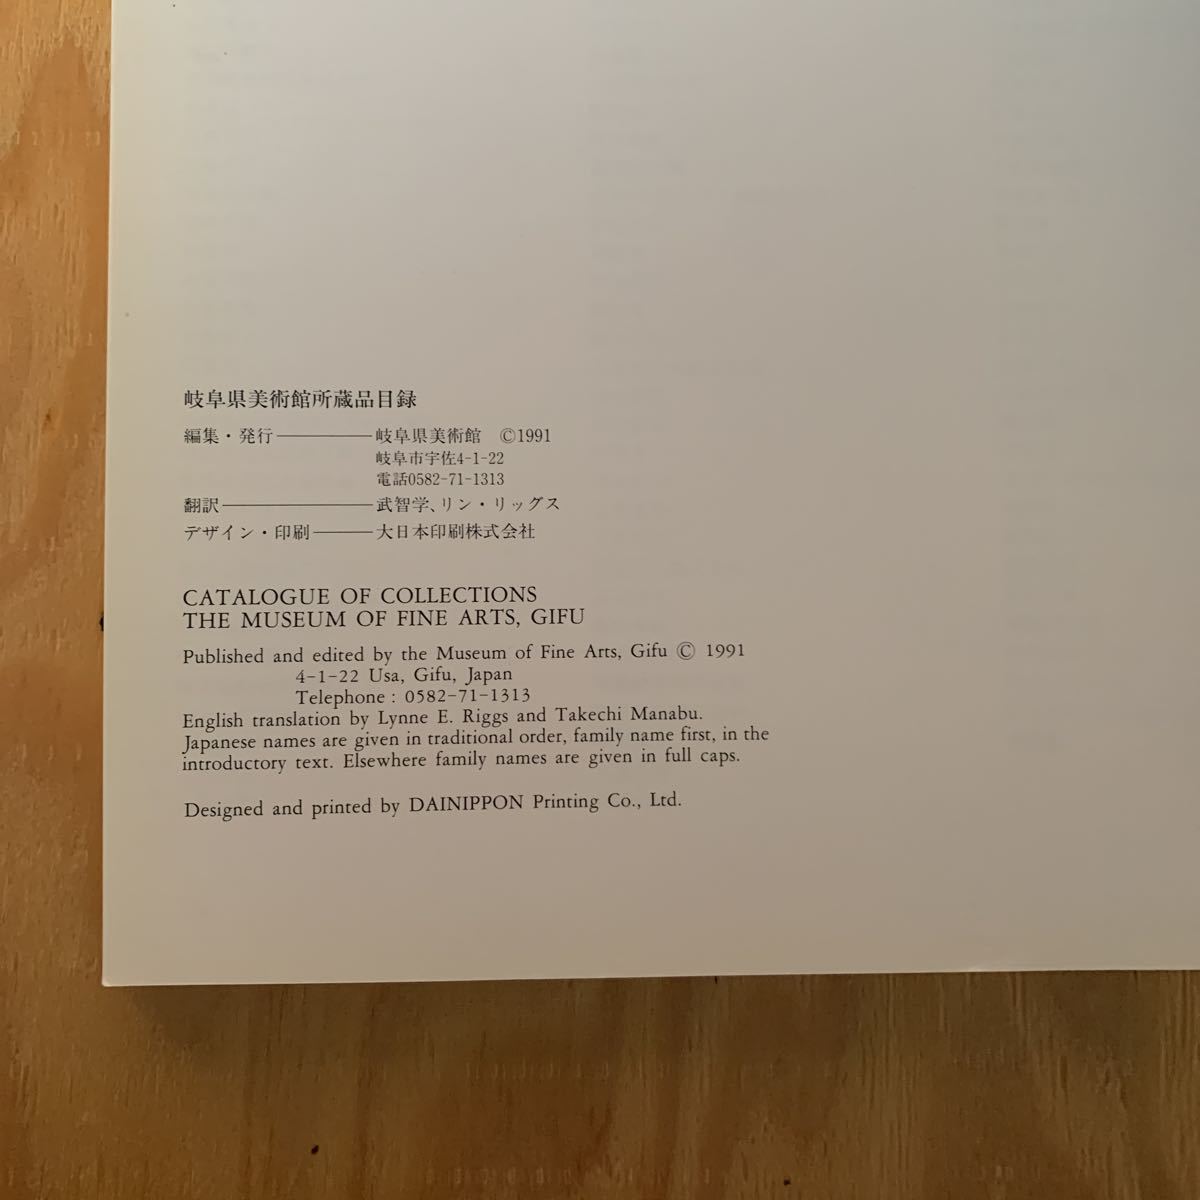 岐阜県美術館所蔵品目録
編集・発行————岐阜県美術館 ©1991
岐阜市宇佐4-1-22
電話0582-71-1313
翻訳————武智学、リン・リッグス
デザイン・印刷————大日本印刷株式会社
CATALOGUE OF COLLECTIONS
THE MUSEUM OF FINE ARTS, GIFU
Published and edited by the Museum of Fine Arts, Gifu © 1991
4-1-22 Usa, Gifu, Japan
Telephone : 0582-71-1313
English translation by Lynne E. Riggs and Takechi Manabu.
Japanese names are given in traditional order, family name first, in the
introductory text. Elsewhere family names are given in full caps.
Designed and printed by DAINIPPON Printing Co., Ltd.